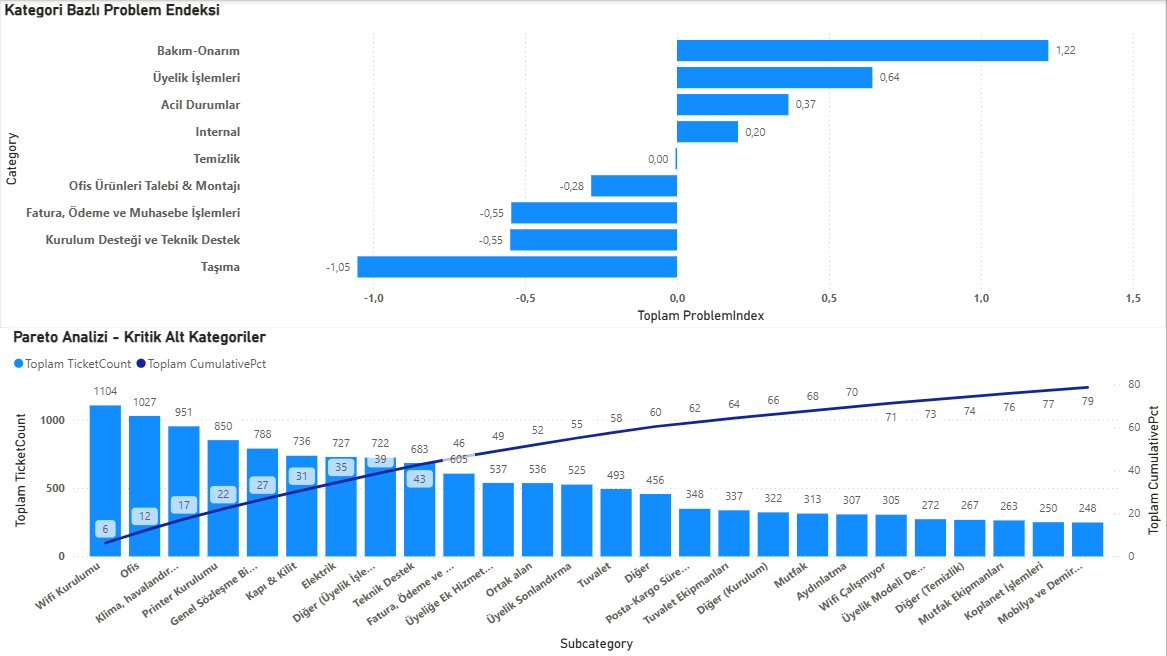 Kategori Bazlı Problem Endeksi
Category
Bakım-Onarım 1,22
Üyelik İşlemleri 0,64
Acil Durumlar 0,37
Internal 0,20
Temizlik 0,00
Ofis Ürünleri Talebi & Montajı -0,28
Fatura, Ödeme ve Muhasebe İşlemleri -0,55
Kurulum Desteği ve Teknik Destek -0,55
Taşıma -1,05
-1,0 -0,5 0,0 0,5 1,0 1,5
Toplam ProblemIndex
Pareto Analizi - Kritik Alt Kategoriler
Toplam TicketCount Toplam CumulativePct
Toplam TicketCount
1000
500
0
1104 1027 951 850 788 736 727 722 683 605 537 536 525 493 456 348 337 322 313 307 305 272 267 263 250 248
6 12 17 22 27 31 35 39 43 46 49 52 55 58 60 62 64 66 68 70 71 73 74 76 77 79
80
60
40
20
0
Toplam CumulativePct
Wifi Kurulumu
Ofis
Klima, havalandır...
Printer Kurulumu
Genel Sözleşme Bi...
Kapı & Kilit
Elektrik
Diğer (Üyelik İşle...
Teknik Destek
Fatura, Ödeme ve ...
Üyeliğe Ek Hizmet...
Ortak alan
Üyelik Sonlandırma
Tuvalet
Diğer
Posta-Kargo Süre...
Tuvalet Ekipmanları
Diğer (Kurulum)
Mutfak
Aydınlatma
Wifi Çalışmıyor
Üyelik Modeli De...
Diğer (Temizlik)
Mutfak Ekipmanları
Koplanet İşlemleri
Mobilya ve Demir...
Subcategory